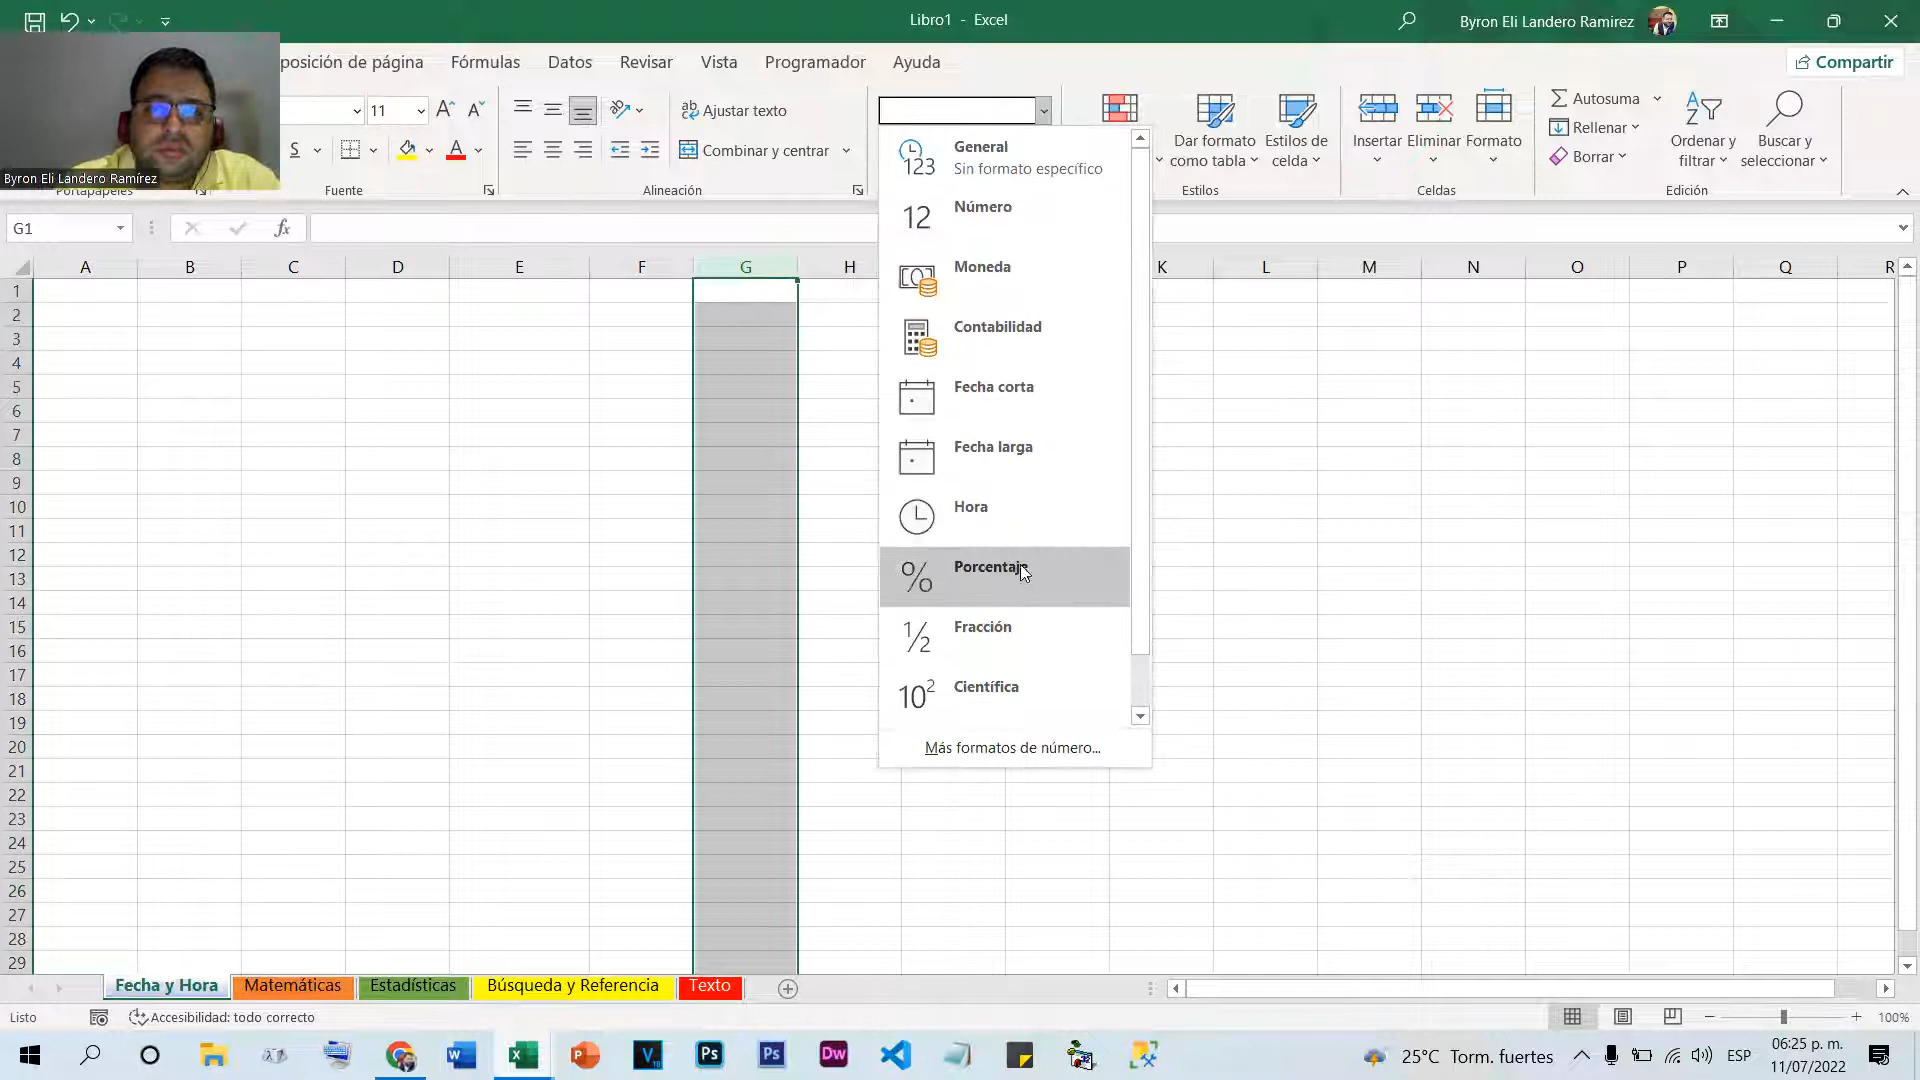 Libro1 - Excel
Byron Eli Landero Ramirez
posición de página
Fórmulas
Datos
Revisar
Vista
Programador
Ayuda
Compartir
11
Ajustar texto
S
Combinar y centrar
Byron Eli Landero Ramírez
Portapapeles
Fuente
Alineación
Dar formato
como tabla
Estilos de
celda
Estilos
Insertar
Eliminar
Formato
Celdas
Autosuma
Rellenar
Borrar
Ordenar y
filtrar
Buscar y
seleccionar
Edición
G1
fx
A B C D E F G H K L M N O P Q R
1
2
3
4
5
6
7
8
9
10
11
12
13
14
15
16
17
18
19
20
21
22
23
24
25
26
27
28
29
123
General
Sin formato específico
12
Número
Moneda
Contabilidad
Fecha corta
Fecha larga
Hora
%
Porcentaje
1/2
Fracción
10²
Científica
Más formatos de número...
Fecha y Hora
Matemáticas
Estadísticas
Búsqueda y Referencia
Texto
Listo
Accesibilidad: todo correcto
100%
25°C Torm. fuertes
ESP
06:25 p. m.
11/07/2022